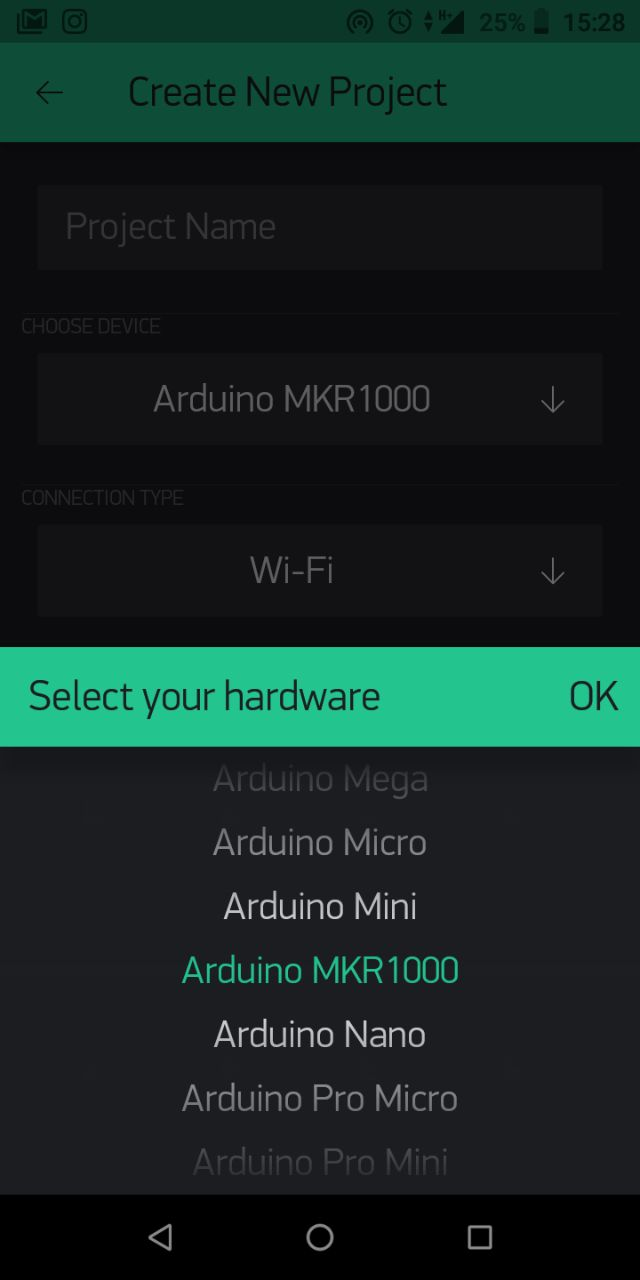 H+ 25% 15:28
Create New Project
Project Name
CHOOSE DEVICE
Arduino MKR1000
CONNECTION TYPE
Wi-Fi
Select your hardware OK
Arduino Mega
Arduino Micro
Arduino Mini
Arduino MKR1000
Arduino Nano
Arduino Pro Micro
Arduino Pro Mini